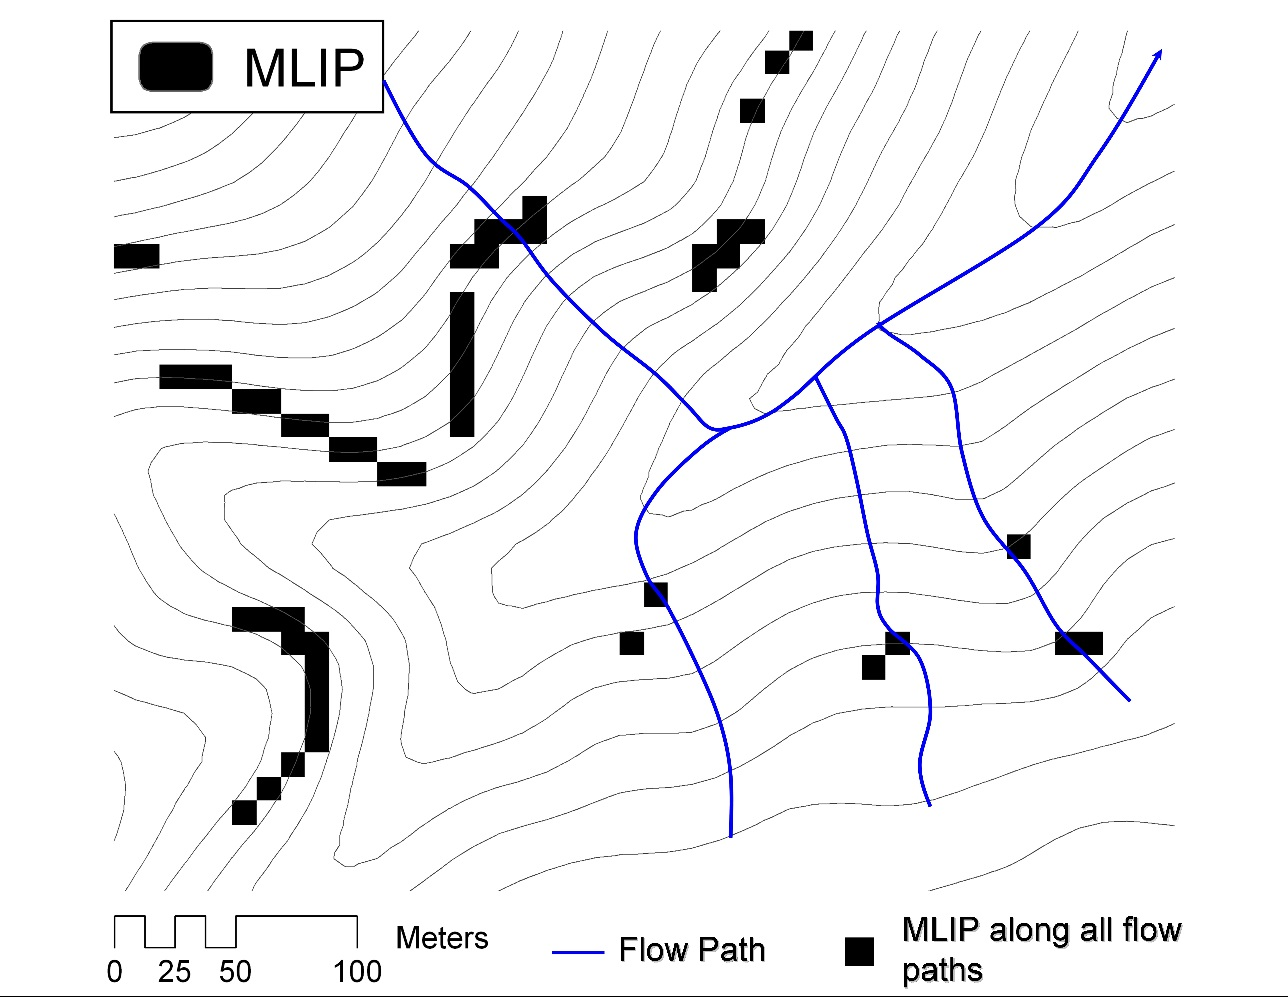 MLIP
Meters
0 25 50 100
Flow Path
MLIP along all flow
paths